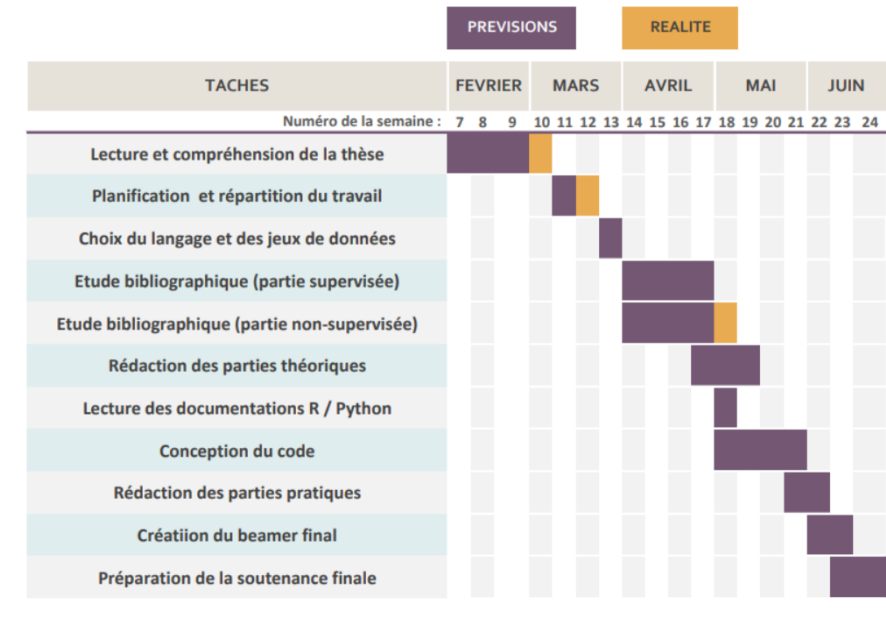 PREVISIONS REALITE
TACHES FEVRIER MARS AVRIL MAI JUIN
Numéro de la semaine : 7 8 9 10 11 12 13 14 15 16 17 18 19 20 21 22 23 24
Lecture et compréhension de la thèse
Planification et répartition du travail
Choix du langage et des jeux de données
Etude bibliographique (partie supervisée)
Etude bibliographique (partie non-supervisée)
Rédaction des parties théoriques
Lecture des documentations R / Python
Conception du code
Rédaction des parties pratiques
Créatiion du beamer final
Préparation de la soutenance finale